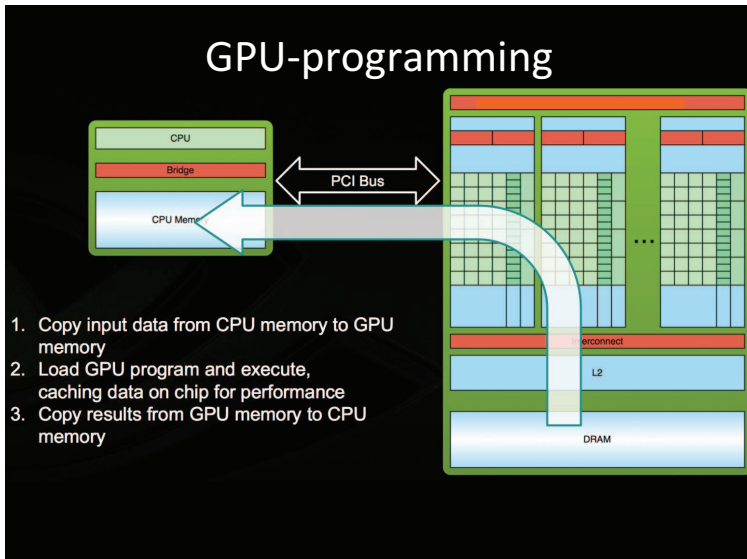 GPU-programming
CPU
Bridge
CPU Memory
PCI Bus
...
Interconnect
L2
DRAM
1. Copy input data from CPU memory to GPU
memory
2. Load GPU program and execute,
caching data on chip for performance
3. Copy results from GPU memory to CPU
memory